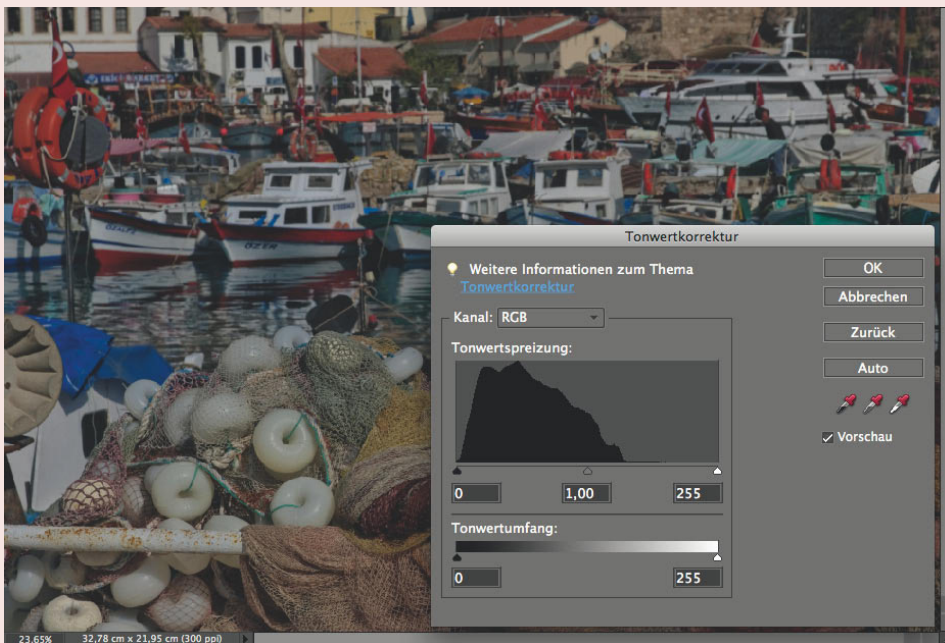 ÖZER
Tonwertkorrektur
Weitere Informationen zum Thema
Tonwertkorrektur
OK
Abbrechen
Zurück
Auto
Vorschau
Kanal: RGB
Tonwertspreizung:
0 1,00 255
Tonwertumfang:
0 255
23,65% 32,78 cm x 21,95 cm (300 ppi)